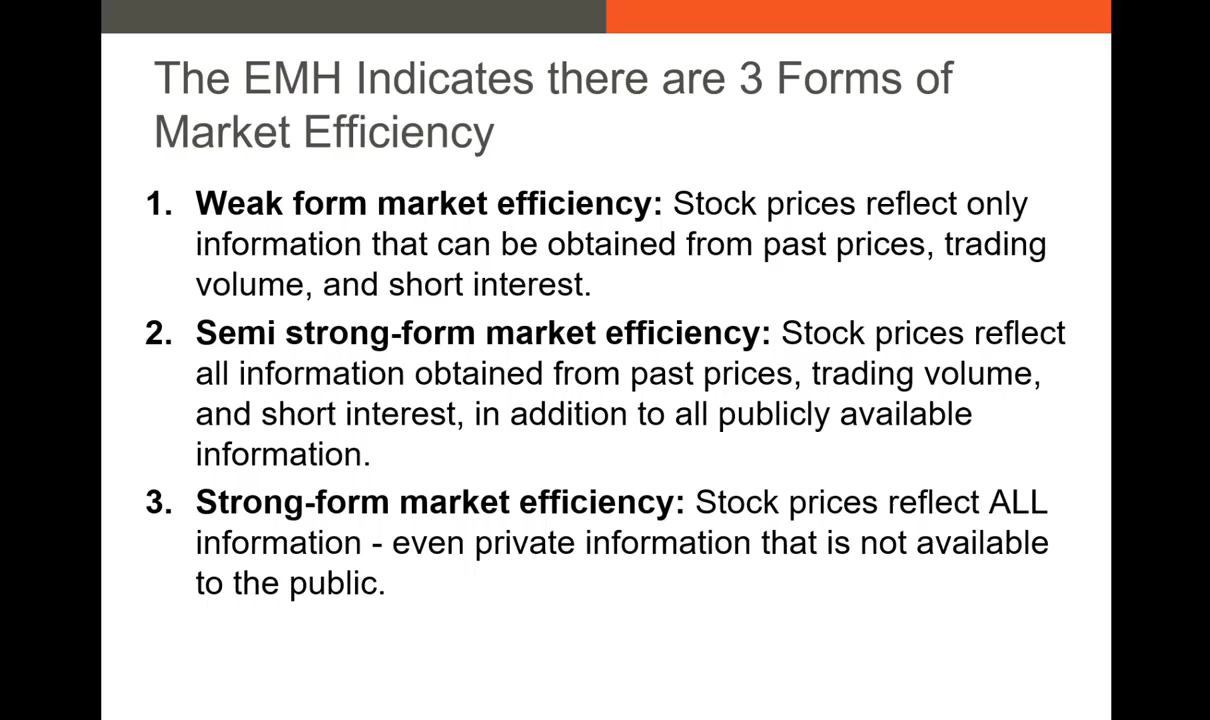 The EMH Indicates there are 3 Forms of
Market Efficiency
1. Weak form market efficiency: Stock prices reflect only
information that can be obtained from past prices, trading
volume, and short interest.
2. Semi strong-form market efficiency: Stock prices reflect
all information obtained from past prices, trading volume,
and short interest, in addition to all publicly available
information.
3. Strong-form market efficiency: Stock prices reflect ALL
information - even private information that is not available
to the public.